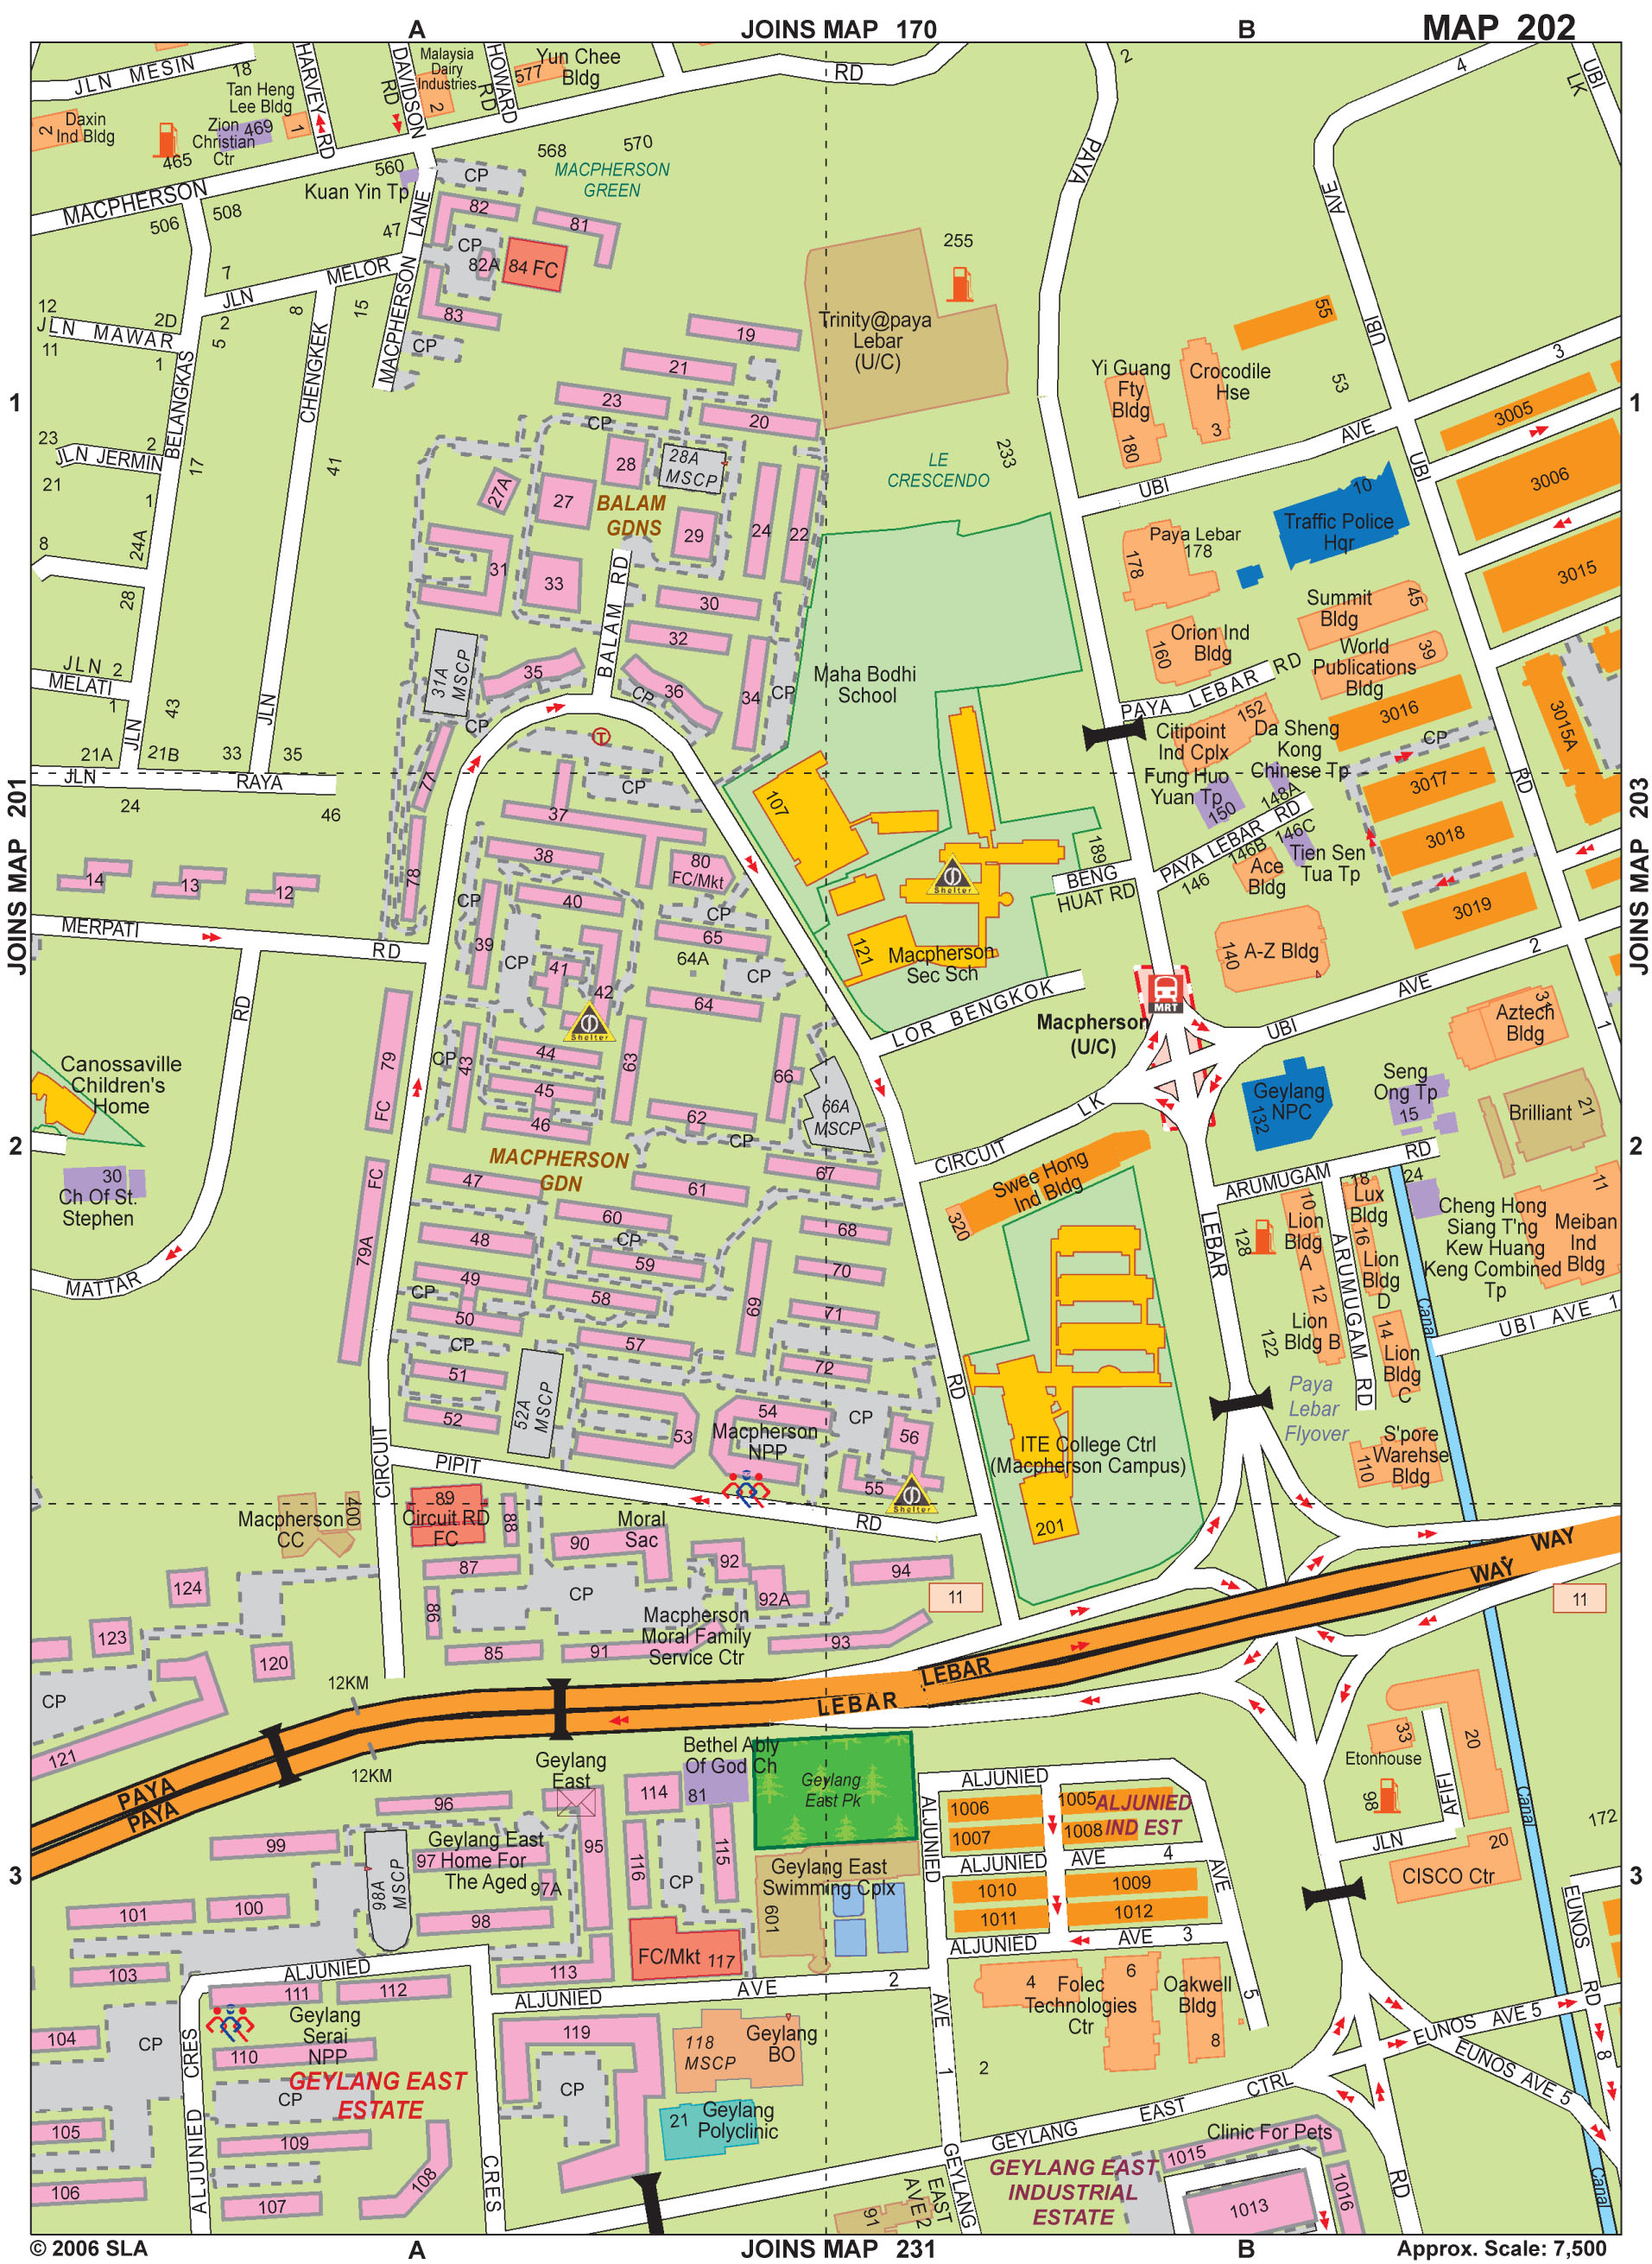 A
JOINS MAP 170
B
MAP 202
JLN MESIN
18
HARVEY RD
DAVIDSON RD
Malaysia
Dairy
Industries
2
HOWARD RD
577
Yun Chee
Bldg
RD
2
4
UBI LK
2
Daxin
Ind Bldg
Tan Heng
Lee Bldg
1
Zion
Christian
Ctr
469
465
560
Kuan Yin Tp
568
570
MACPHERSON
GREEN
MACPHERSON
506
508
47
MACPHERSON LANE
CP
82
81
CP
82A
84 FC
83
CP
7
JLN MELOR
15
8
2
5
12
JLN MAWAR
2D
11
1
BELANGKAS
CHENGKEK
PAYA
AVE
UBI
255
Trinity@paya
Lebar
(U/C)
19
21
23
20
CP
28
28A
MSCP
27A
27
BALAM
GDNS
29
24
22
31
33
BALAM RD
30
32
31A
MSCP
35
CP
36
34
CP
CP
LE
CRESCENDO
233
Yi Guang
Fty
Bldg
180
Crocodile
Hse
3
55
53
UBI
AVE
3
3005
3006
3015
UBI
10
Traffic Police
Hqr
Paya Lebar
178
178
Summit
Bldg
45
World
Publications
Bldg
39
Orion Ind
Bldg
160
PAYA LEBAR RD
Citipoint
Ind Cplx
152
Da Sheng
Kong
Chinese Tp
3016
CP
3015A
RD
3017
3018
3019
Fung Huo
Yuan Tp
150
148A
PAYA LEBAR RD
146C
146B
146
Ace
Bldg
Tien Sen
Tua Tp
140
A-Z Bldg
23
JLN JERMIN
2
21
1
17
41
8
24A
28
JLN
2
MELATI
1
43
JLN
JLN
21A
21B
33
35
JLN RAYA
24
46
14
13
12
MERPATI
RD
RD
77
78
T
37
CP
38
80
FC/Mkt
40
CP
CP
39
65
64A
CP
41
CP
42
Shelter
64
79
FC
CP
43
44
45
46
63
66
62
CP
66A
MSCP
Maha Bodhi
School
107
121
Shelter
Macpherson
Sec Sch
189
BENG
HUAT RD
LOR BENGKOK
MRT
Macpherson
(U/C)
UBI
AVE
2
Aztech
Bldg
31
1
Geylang
NPC
132
Seng
Ong Tp
15
Brilliant
21
Canossaville
Children's
Home
30
Ch Of St.
Stephen
MATTAR
FC
79A
MACPHERSON
GDN
47
67
61
60
CP
48
59
68
49
CP
58
69
70
50
71
CP
57
51
72
52
52A
MSCP
53
54
Macpherson
NPP
CP
56
55
Shelter
CIRCUIT
LK
Swee Hong
Ind Bldg
320
RD
ITE College Ctrl
(Macpherson Campus)
201
ARUMUGAM
RD
LEBAR
128
10
Lion
Bldg
A
18
Lux
Bldg
16
Lion
Bldg
D
24
Cheng Hong
Siang T'ng
Kew Huang
Keng Combined
Tp
11
Meiban
Ind
Bldg
12
Lion
Bldg B
ARUMUGAM RD
14
Lion
Bldg
C
Canal
UBI AVE 1
122
Paya
Lebar
Flyover
S'pore
Warehse
Bldg
110
CIRCUIT
PIPIT
RD
Macpherson
CC
400
89
Circuit RD
FC
88
87
86
85
90
Moral
Sac
CP
92
92A
94
Macpherson
Moral Family
Service Ctr
91
93
11
11
124
123
120
CP
121
12KM
12KM
PAYA
PAYA
LEBAR
LEBAR
WAY
WAY
96
Geylang
East
114
Bethel Ably
Of God Ch
81
Geylang
East Pk
99
98A
MSCP
97
Geylang East
Home For
The Aged
97A
95
98
116
CP
115
FC/Mkt 117
113
101
100
103
Geylang East
Swimming Cplx
601
ALJUNIED
1006
1005
ALJUNIED
IND EST
1007
1008
ALJUNIED AVE 4
1010
1009
1011
1012
ALJUNIED AVE 3
ALJUNIED
AVE
5
4
Folec
Technologies
Ctr
6
Oakwell
Bldg
8
Etonhouse
33
20
98
AFIFI
JLN
20
CISCO Ctr
Canal
172
EUNOS
RD
8
EUNOS AVE 5
EUNOS AVE 5
ALJUNIED
ALJUNIED AVE 2
111
112
Geylang
Serai
NPP
110
CP
GEYLANG EAST
ESTATE
109
108
107
104
CP
105
106
ALJUNIED CRES
CRES
119
CP
118
MSCP
Geylang
BO
21
Geylang
Polyclinic
AVE 1
2
GEYLANG EAST CTRL
GEYLANG
EAST
AVE 2
91
Clinic For Pets
1015
GEYLANG EAST
INDUSTRIAL
ESTATE
1013
1016
RD
Canal
1
2
3
1
2
3
JOINS MAP 201
JOINS MAP 203
© 2006 SLA
A
JOINS MAP 231
B
Approx. Scale: 7,500